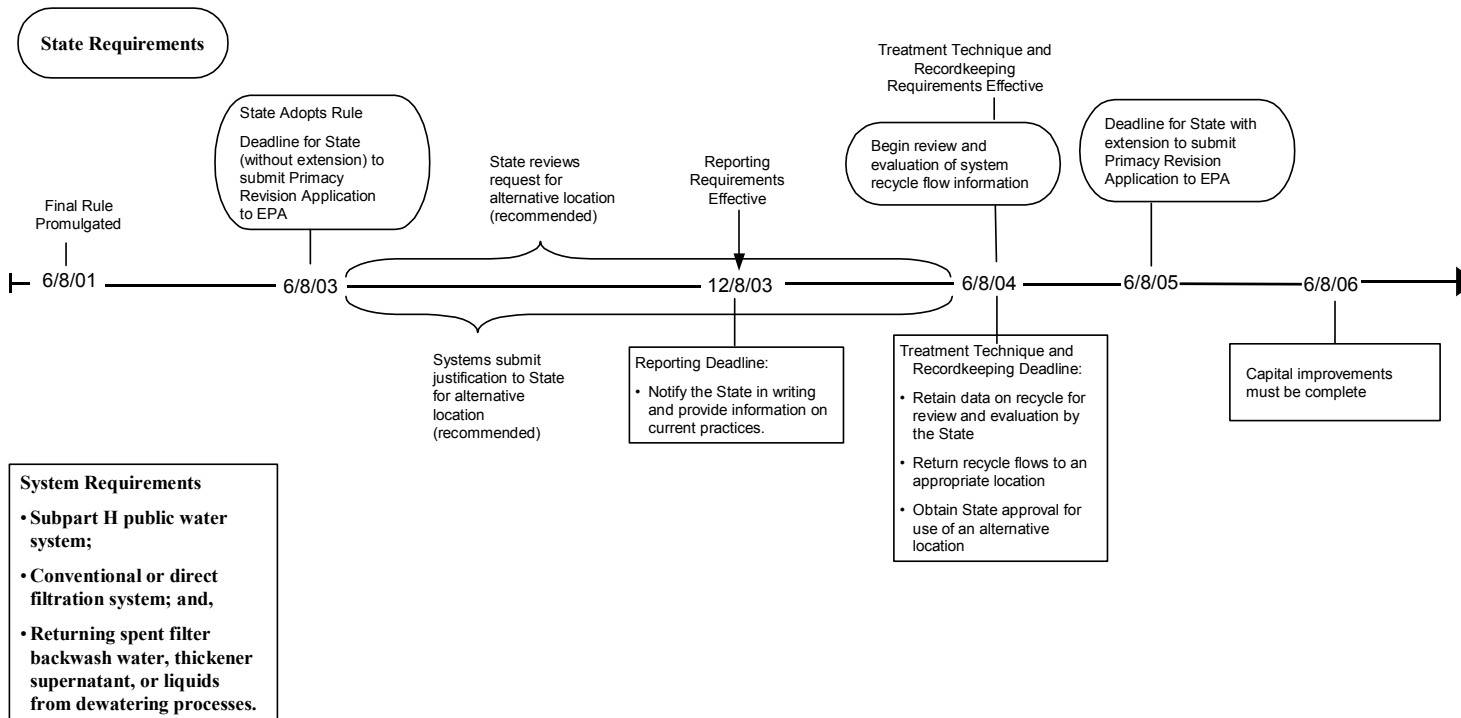 State Requirements
Treatment Technique and
Recordkeeping
Requirements Effective
State Adopts Rule
Deadline for State
(without extension) to
submit Primacy
Revision Application
to EPA
State reviews
request for
alternative location
(recommended)
Reporting
Requirements
Effective
Begin review and
evaluation of system
recycle flow information
Deadline for State with
extension to submit
Primacy Revision
Application to EPA
Final Rule
Promulgated
6/8/01
6/8/03
12/8/03
6/8/04
6/8/05
6/8/06
Systems submit
justification to State
for alternative
location
(recommended)
Reporting Deadline:
• Notify the State in writing
and provide information on
current practices.
Treatment Technique and
Recordkeeping Deadline:
• Retain data on recycle for
review and evaluation by
the State
• Return recycle flows to an
appropriate location
• Obtain State approval for
use of an alternative
location
Capital improvements
must be complete
System Requirements
• Subpart H public water
system;
• Conventional or direct
filtration system; and,
• Returning spent filter
backwash water, thickener
supernatant, or liquids
from dewatering processes.